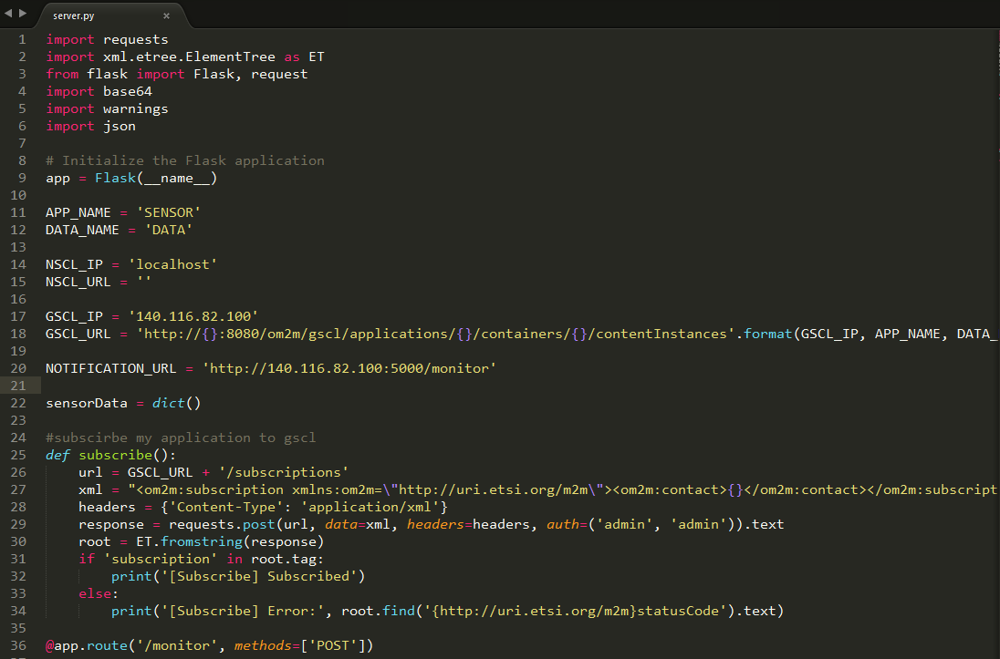 server.py ×
1 import requests
2 import xml.etree.ElementTree as ET
3 from flask import Flask, request
4 import base64
5 import warnings
6 import json
7
8 # Initialize the Flask application
9 app = Flask(__name__)
10
11 APP_NAME = 'SENSOR'
12 DATA_NAME = 'DATA'
13
14 NSCL_IP = 'localhost'
15 NSCL_URL = ''
16
17 GSCL_IP = '140.116.82.100'
18 GSCL_URL = 'http://{}:8080/om2m/gscl/applications/{}/containers/{}/contentInstances'.format(GSCL_IP, APP_NAME, DATA_
19
20 NOTIFICATION_URL = 'http://140.116.82.100:5000/monitor'
21
22 sensorData = dict()
23
24 #subscirbe my application to gscl
25 def subscribe():
26 url = GSCL_URL + '/subscriptions'
27 xml = "<om2m:subscription xmlns:om2m=\"http://uri.etsi.org/m2m\"><om2m:contact>{}</om2m:contact></om2m:subscript
28 headers = {'Content-Type': 'application/xml'}
29 response = requests.post(url, data=xml, headers=headers, auth=('admin', 'admin')).text
30 root = ET.fromstring(response)
31 if 'subscription' in root.tag:
32 print('[Subscribe] Subscribed')
33 else:
34 print('[Subscribe] Error:', root.find('{http://uri.etsi.org/m2m}statusCode').text)
35
36 @app.route('/monitor', methods=['POST'])